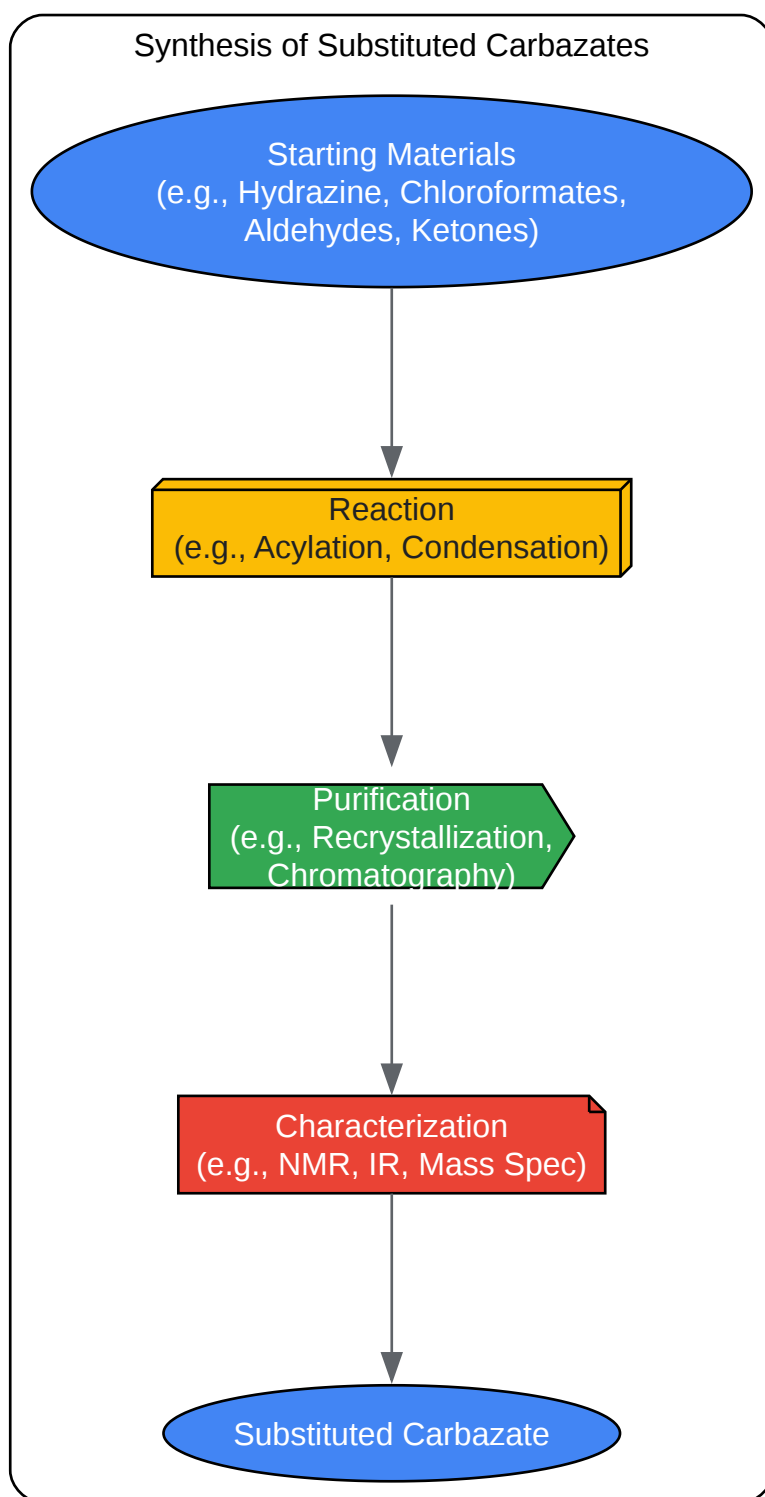 Synthesis of Substituted Carbazates
Starting Materials
(e.g., Hydrazine, Chloroformates,
Aldehydes, Ketones)
Reaction
(e.g., Acylation, Condensation)
Purification
(e.g., Recrystallization,
Chromatography)
Characterization
(e.g., NMR, IR, Mass Spec)
Substituted Carbazate